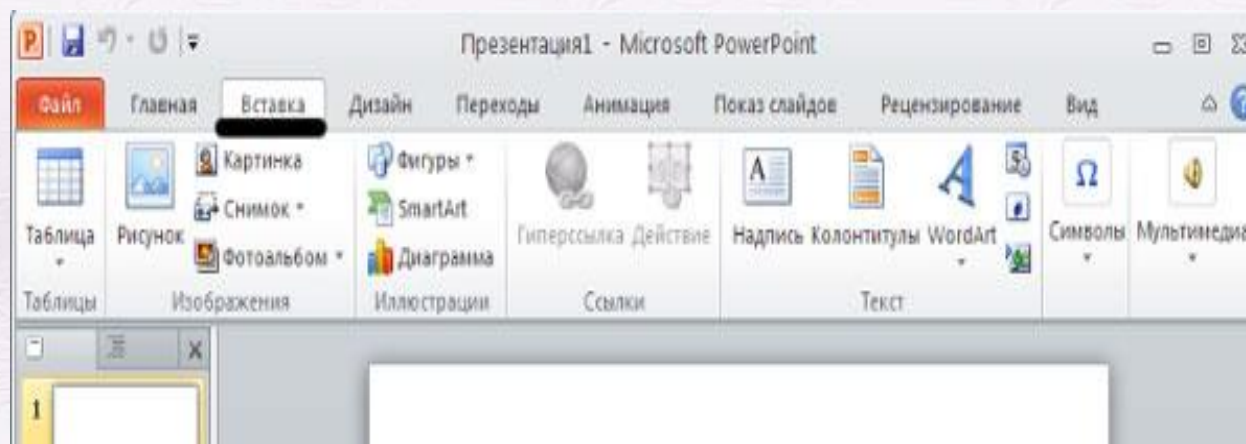 Презентация1 - Microsoft PowerPoint
Файл Главная Вставка Дизайн Переходы Анимация Показ слайдов Рецензирование Вид
Таблица
Рисунок
Картинка
Снимок
Фотоальбом
Фигуры
SmartArt
Диаграмма
Гиперссылка Действие
Надпись Колонтитулы WordArt
Символы Мультимедиа
Таблицы Изображения Иллюстрации Ссылки Текст
1